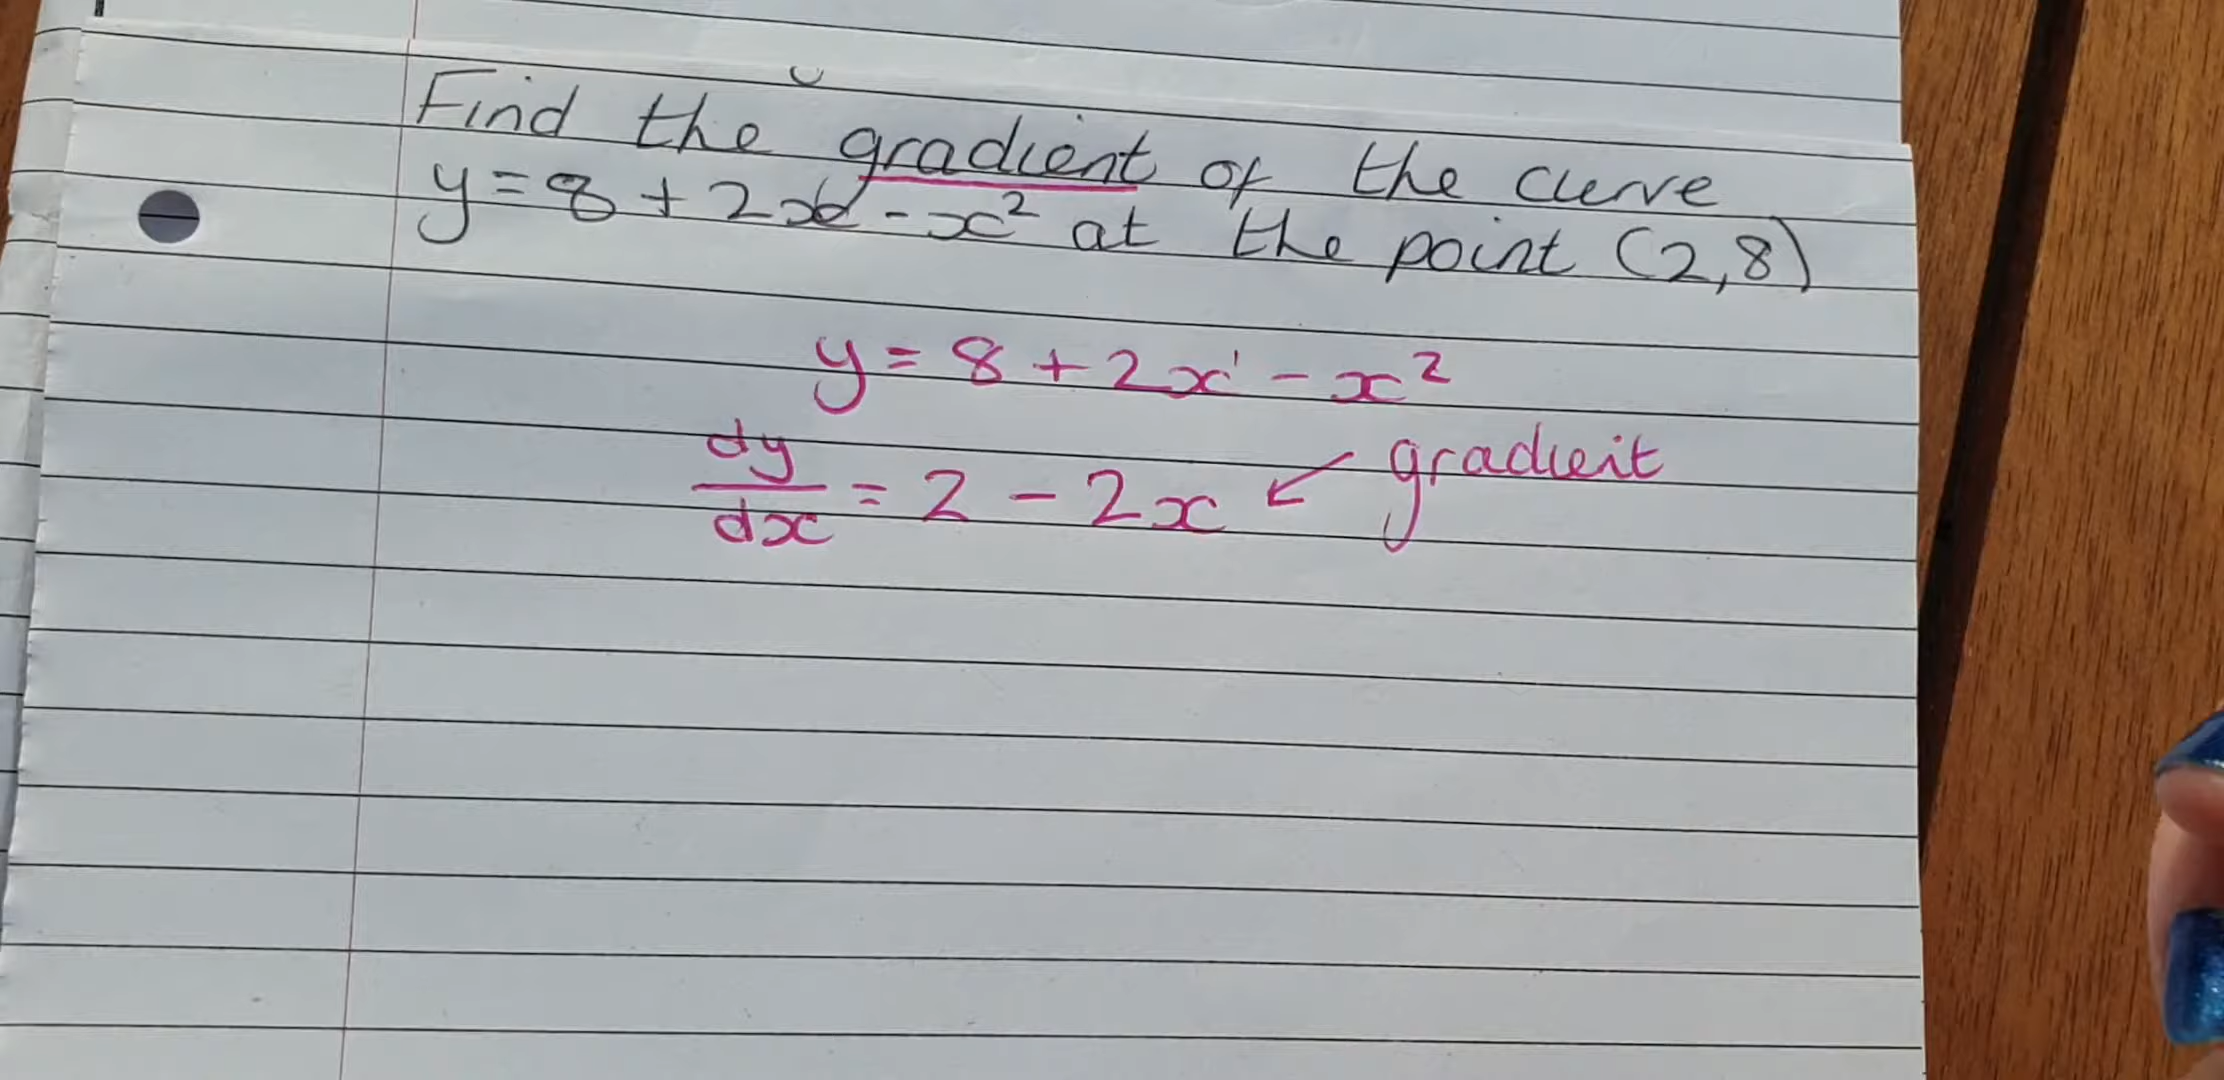 Find the gradient of the curve
y = 8 + 2x - x² at the point (2,8)
y = 8 + 2x¹ - x²
dy/dx = 2 - 2x ↙ gradient